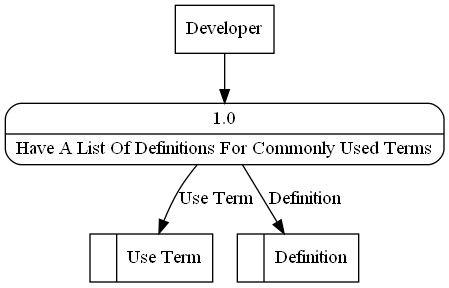 Developer
1.0
Have A List Of Definitions For Commonly Used Terms
Use Term
Definition
Use Term
Definition